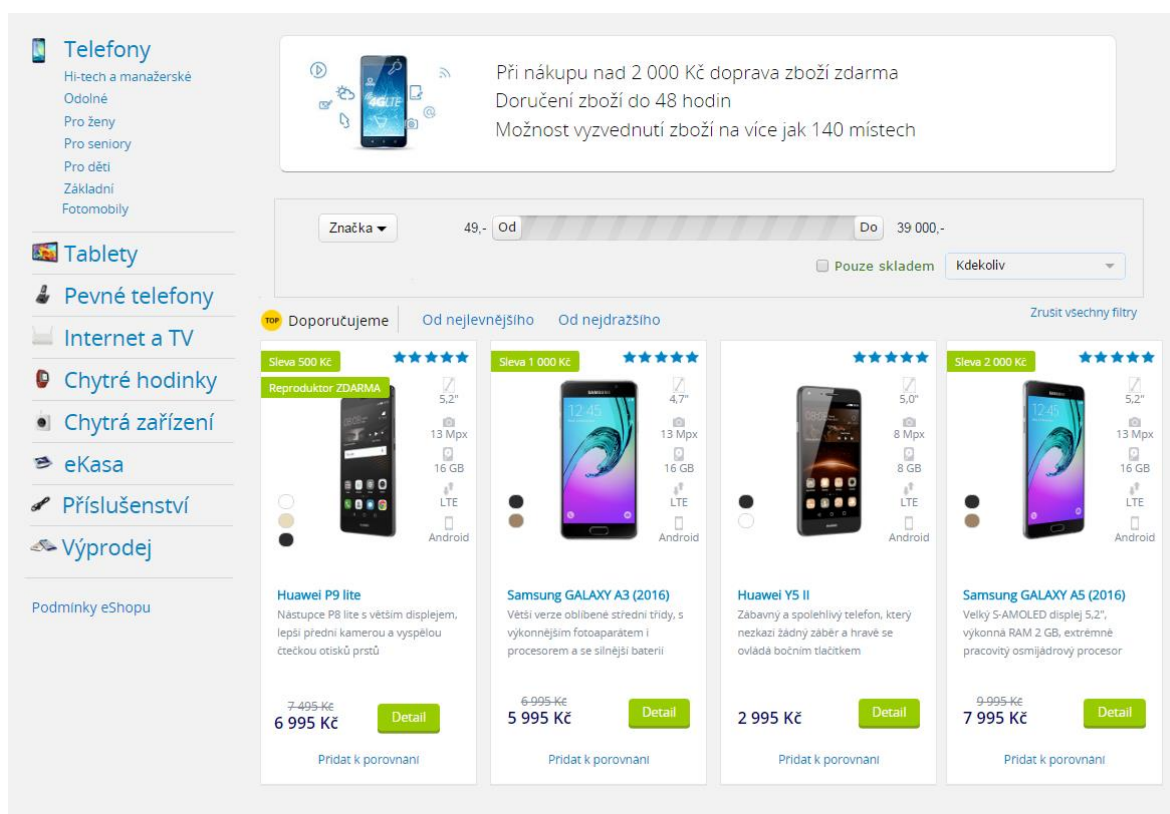 Telefony
Hi-tech a manažerské
Odolné
Pro ženy
Pro seniory
Pro děti
Základní
Fotomobily
Tablety
Pevné telefony
Internet a TV
Chytré hodinky
Chytrá zařízení
eKasa
Příslušenství
Výprodej
Podmínky eShopu
4G LTE
Při nákupu nad 2 000 Kč doprava zboží zdarma
Doručení zboží do 48 hodin
Možnost vyzvednutí zboží na více jak 140 místech
Značka
49,- Od Do 39 000,-
Pouze skladem Kdekoliv
TOP Doporučujeme Od nejlevnějšího Od nejdražšího
Zrušit všechny filtry
Sleva 500 Kč
Reproduktor ZDARMA
5,2"
13 Mpx
16 GB
LTE
Android
Huawei P9 lite
Nástupce P8 lite s větším displejem,
lepší přední kamerou a vyspělou
čtečkou otisků prstů
7 495 Kč
6 995 Kč
Detail
Přidat k porovnání
Sleva 1 000 Kč
SAMSUNG
12:45
4,7"
13 Mpx
16 GB
LTE
Android
Samsung GALAXY A3 (2016)
Větší verze oblíbené střední třídy, s
výkonnějším fotoaparátem i
procesorem a se silnější baterií
6 995 Kč
5 995 Kč
Detail
Přidat k porovnání
5,0"
8 Mpx
8 GB
LTE
Android
Huawei Y5 II
Zábavný a spolehlivý telefon, který
nezkazí žádný záběr a hravě se
ovládá bočním tlačítkem
2 995 Kč
Detail
Přidat k porovnání
Sleva 2 000 Kč
SAMSUNG
12:45
5,2"
13 Mpx
16 GB
LTE
Android
Samsung GALAXY A5 (2016)
Velký S-AMOLED displej 5,2",
výkonná RAM 2 GB, extrémně
pracovitý osmijádrový procesor
9 995 Kč
7 995 Kč
Detail
Přidat k porovnání